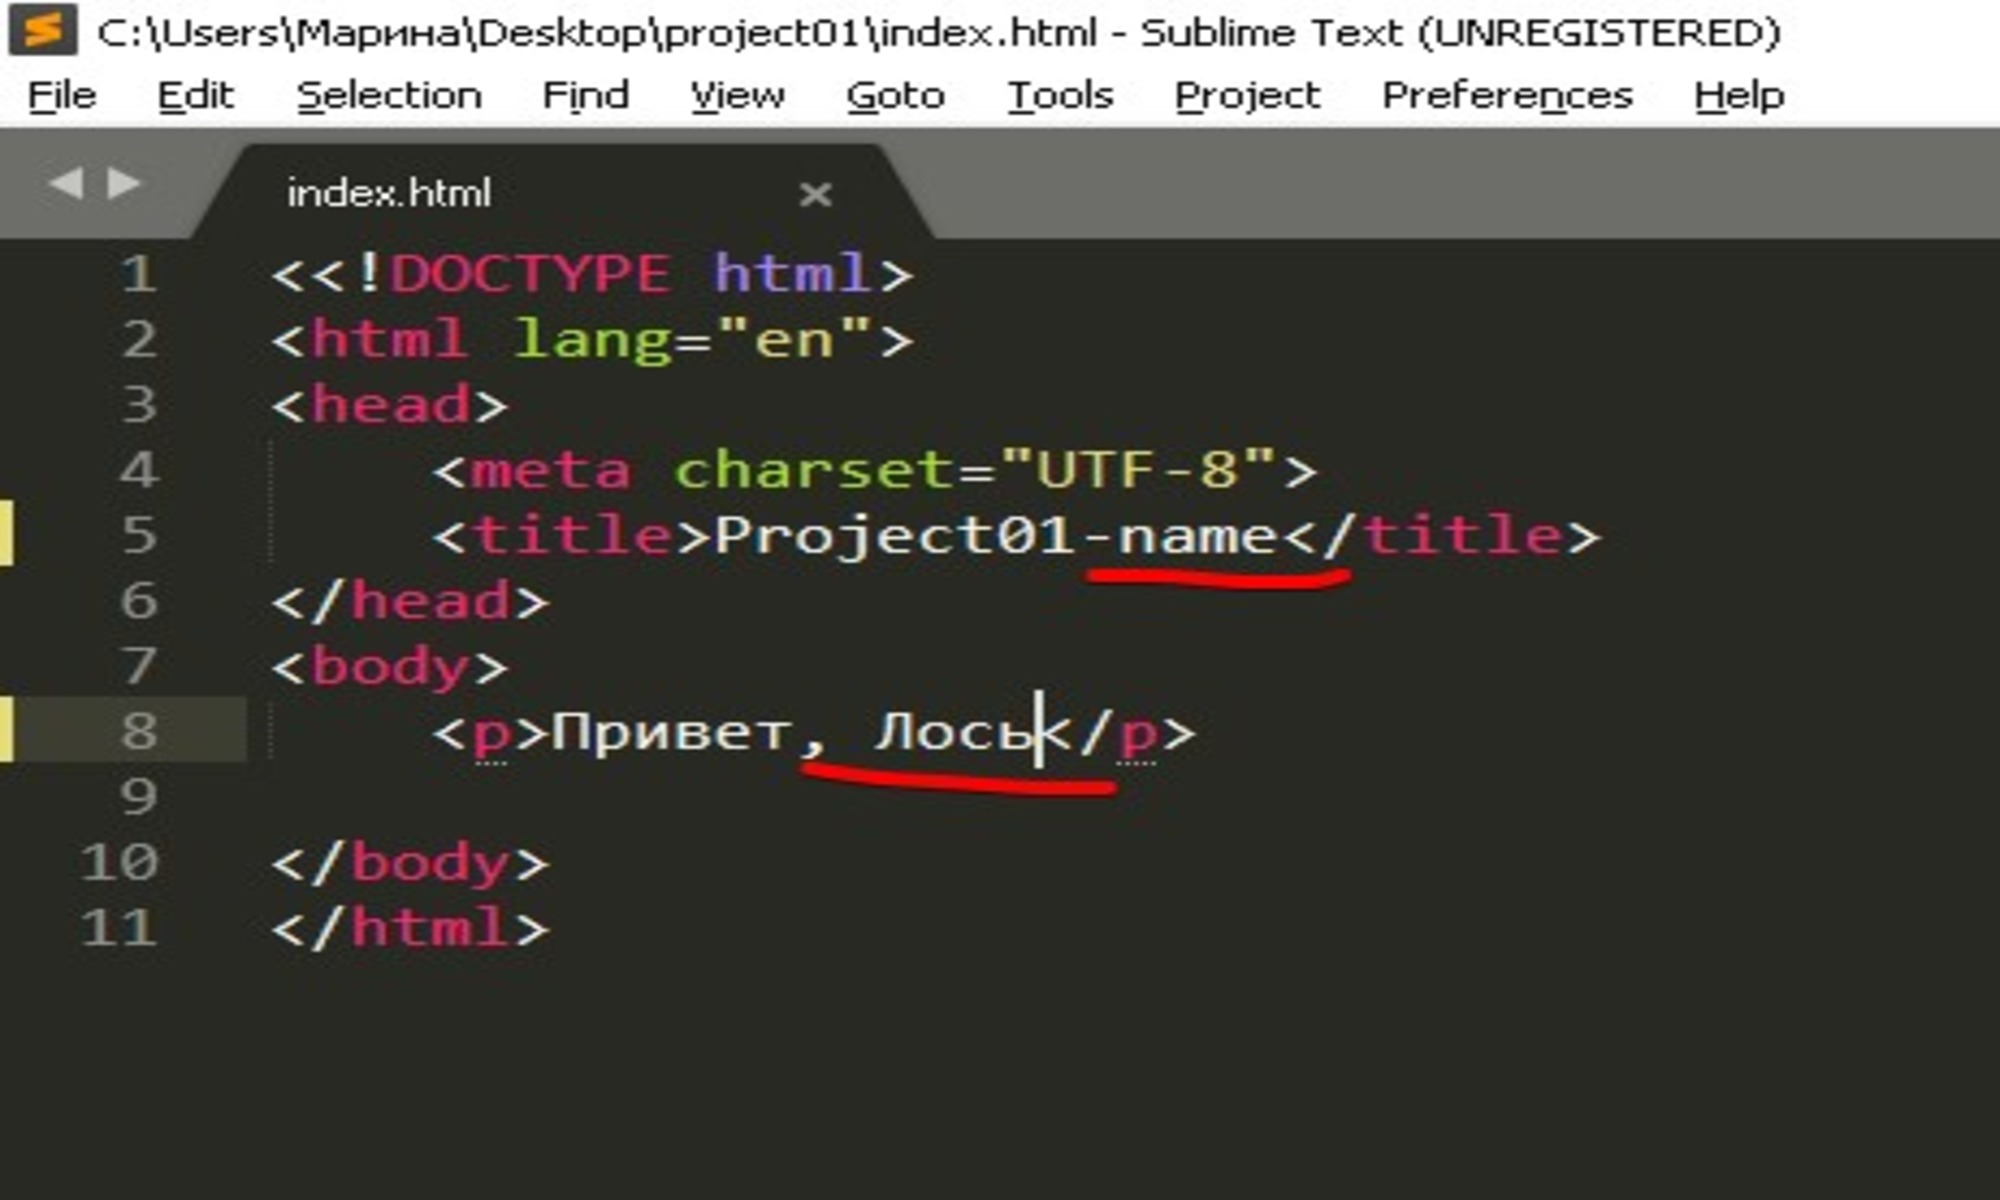 C:\Users\Марина\Desktop\project01\index.html - Sublime Text (UNREGISTERED)
File Edit Selection Find View Goto Tools Project Preferences Help
index.html
1 <<!DOCTYPE html>
2 <html lang="en">
3 <head>
4 <meta charset="UTF-8">
5 <title>Project01-name</title>
6 </head>
7 <body>
8 <p>Привет, Лось</p>
9
10 </body>
11 </html>